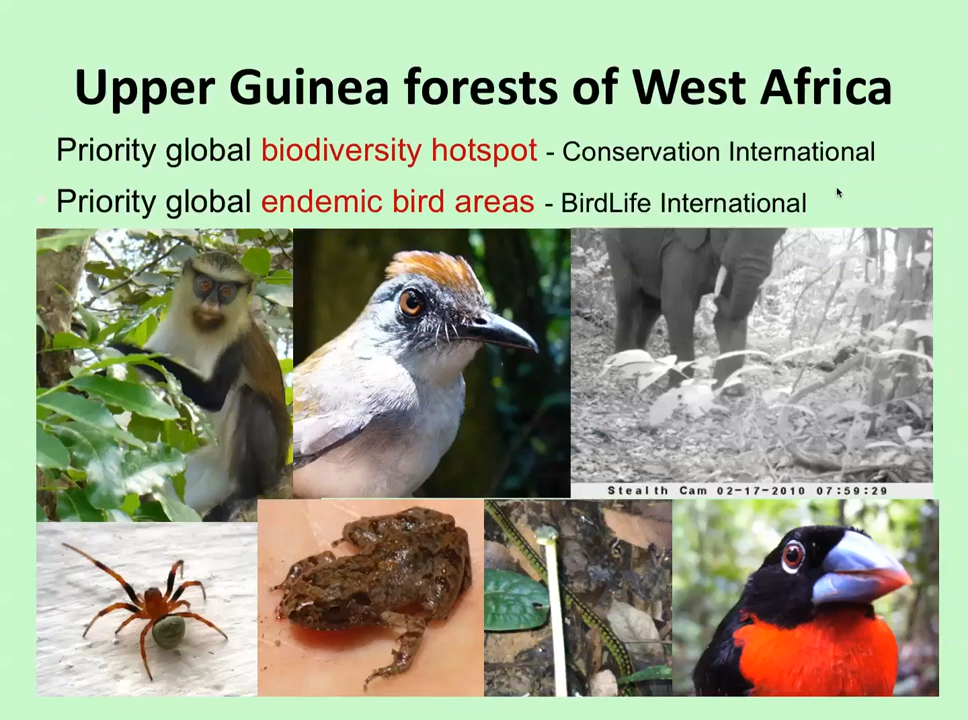 Upper Guinea forests of West Africa
Priority global biodiversity hotspot - Conservation International
Priority global endemic bird areas - BirdLife International
Stealth Cam 02-17-2010 07:59:29